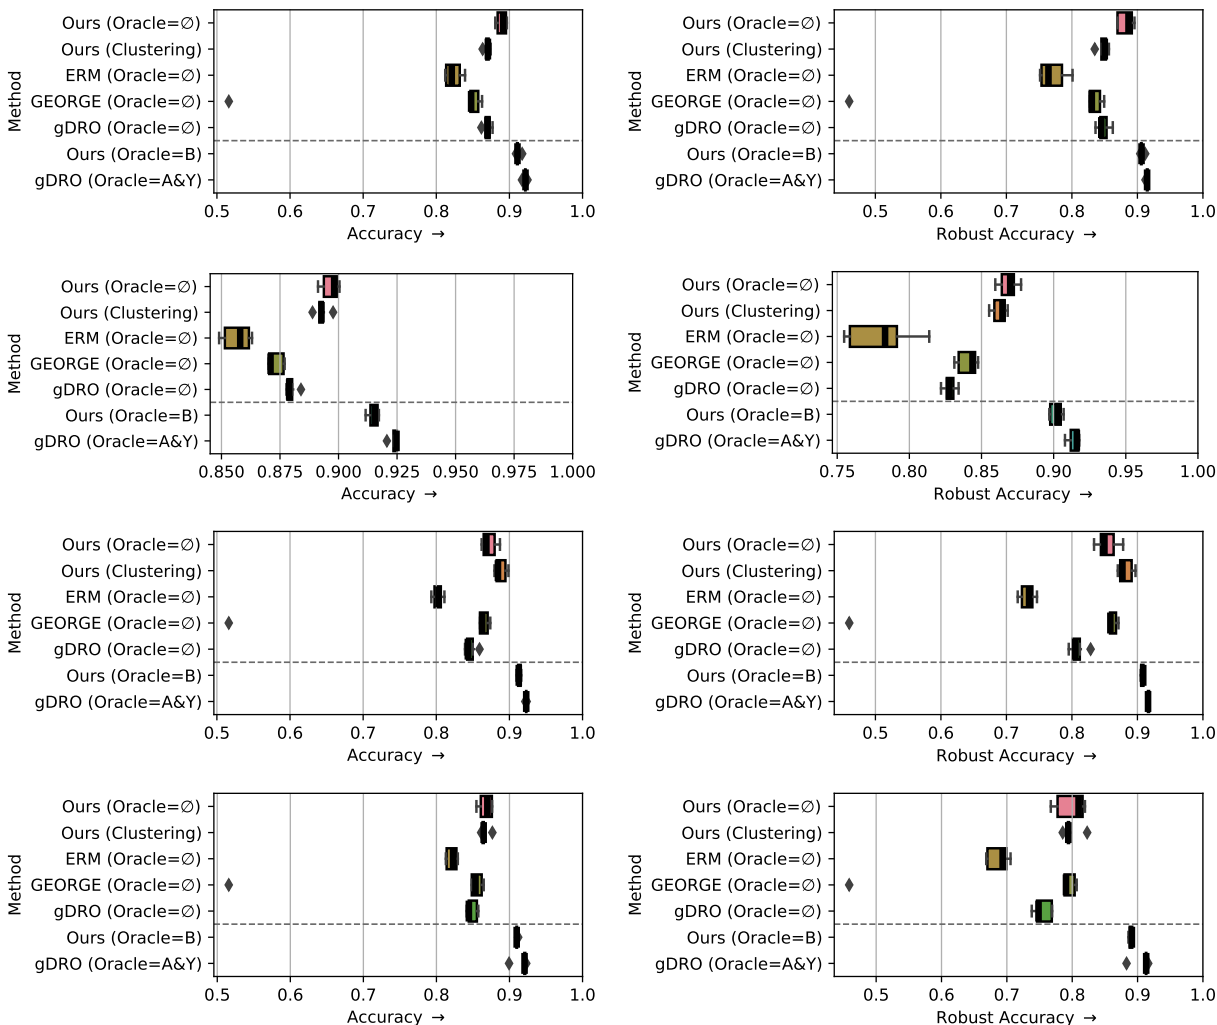 Method
Ours (Oracle=∅)
Ours (Clustering)
ERM (Oracle=∅)
GEORGE (Oracle=∅)
gDRO (Oracle=∅)
Ours (Oracle=B)
gDRO (Oracle=A&Y)
0.5 0.6 0.7 0.8 0.9 1.0
Accuracy →
Method
Ours (Oracle=∅)
Ours (Clustering)
ERM (Oracle=∅)
GEORGE (Oracle=∅)
gDRO (Oracle=∅)
Ours (Oracle=B)
gDRO (Oracle=A&Y)
0.5 0.6 0.7 0.8 0.9 1.0
Robust Accuracy →
Method
Ours (Oracle=∅)
Ours (Clustering)
ERM (Oracle=∅)
GEORGE (Oracle=∅)
gDRO (Oracle=∅)
Ours (Oracle=B)
gDRO (Oracle=A&Y)
0.850 0.875 0.900 0.925 0.950 0.975 1.000
Accuracy →
Method
Ours (Oracle=∅)
Ours (Clustering)
ERM (Oracle=∅)
GEORGE (Oracle=∅)
gDRO (Oracle=∅)
Ours (Oracle=B)
gDRO (Oracle=A&Y)
0.75 0.80 0.85 0.90 0.95 1.00
Robust Accuracy →
Method
Ours (Oracle=∅)
Ours (Clustering)
ERM (Oracle=∅)
GEORGE (Oracle=∅)
gDRO (Oracle=∅)
Ours (Oracle=B)
gDRO (Oracle=A&Y)
0.5 0.6 0.7 0.8 0.9 1.0
Accuracy →
Method
Ours (Oracle=∅)
Ours (Clustering)
ERM (Oracle=∅)
GEORGE (Oracle=∅)
gDRO (Oracle=∅)
Ours (Oracle=B)
gDRO (Oracle=A&Y)
0.5 0.6 0.7 0.8 0.9 1.0
Robust Accuracy →
Method
Ours (Oracle=∅)
Ours (Clustering)
ERM (Oracle=∅)
GEORGE (Oracle=∅)
gDRO (Oracle=∅)
Ours (Oracle=B)
gDRO (Oracle=A&Y)
0.5 0.6 0.7 0.8 0.9 1.0
Accuracy →
Method
Ours (Oracle=∅)
Ours (Clustering)
ERM (Oracle=∅)
GEORGE (Oracle=∅)
gDRO (Oracle=∅)
Ours (Oracle=B)
gDRO (Oracle=A&Y)
0.5 0.6 0.7 0.8 0.9 1.0
Robust Accuracy →